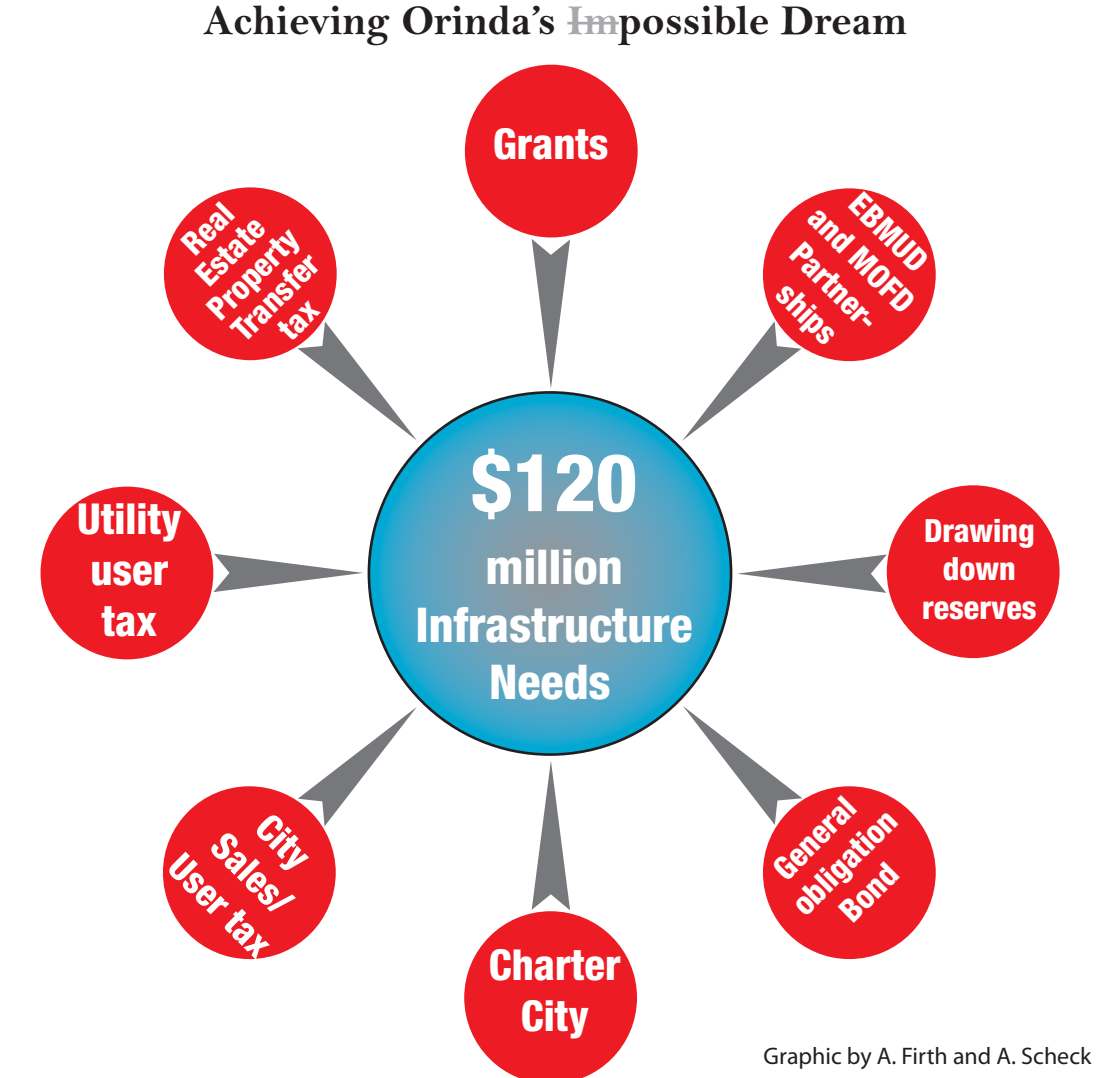 Achieving Orinda's Impossible Dream
Grants
EBMUD
and MOFD
Partner-
ships
Drawing
down
reserves
General
obligation
Bond
Charter
City
City
Sales/
User tax
Utility
user
tax
Real
Estate
Property
Transfer
tax
$120
million
Infrastructure
Needs
Graphic by A. Firth and A. Scheck